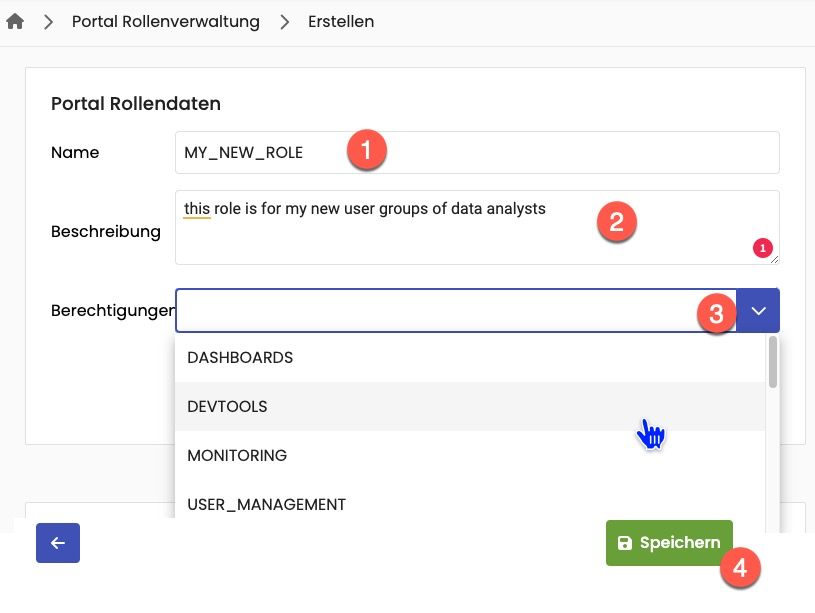 Portal Rollenverwaltung Erstellen
Portal Rollendaten
Name MY_NEW_ROLE 1
this role is for my new user groups of data analysts 2
Beschreibung
1
Berechtigungen 3
DASHBOARDS
DEVTOOLS
MONITORING
USER_MANAGEMENT
Speichern
4